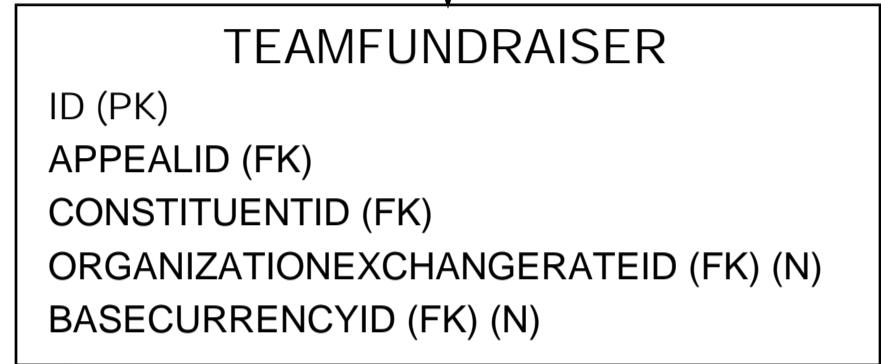 TEAMFUNDRAISER
ID (PK)
APPEALID (FK)
CONSTITUENTID (FK)
ORGANIZATIONEXCHANGERATEID (FK) (N)
BASECURRENCYID (FK) (N)